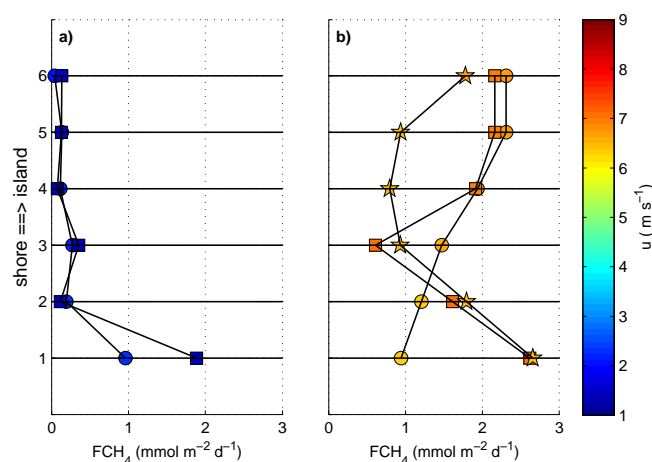 a)
b)
6
5
4
3
2
1
shore ==> island
0 1 2 3
FCH₄ (mmol m⁻² d⁻¹)
0 1 2 3
FCH₄ (mmol m⁻² d⁻¹)
9
8
7
6
5
4
3
2
1
u ( m s⁻¹)